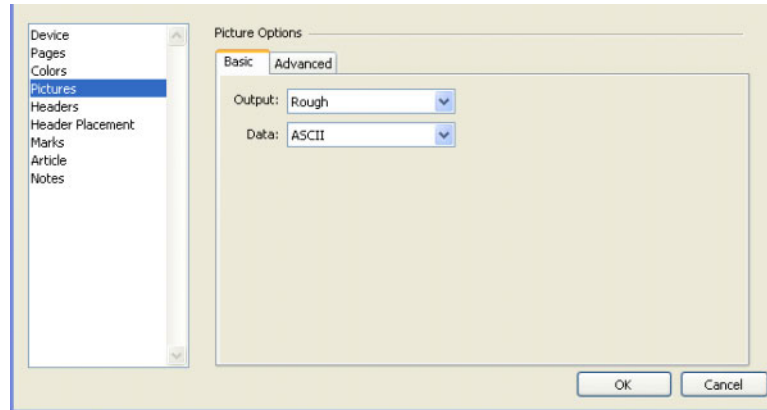 Device
Pages
Colors
Pictures
Headers
Header Placement
Marks
Article
Notes
Picture Options
Basic Advanced
Output: Rough
Data: ASCII
OK Cancel